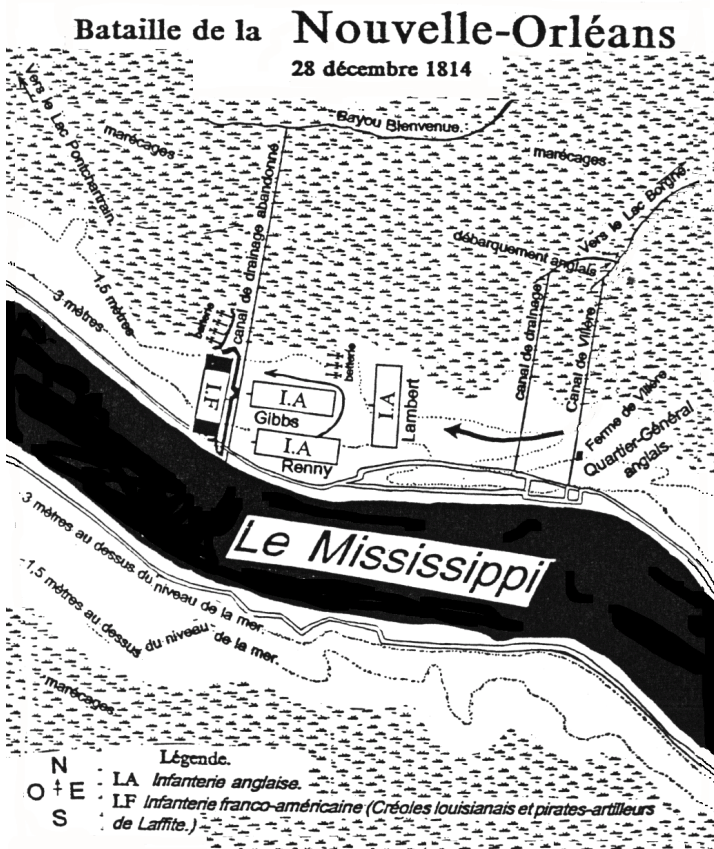 Bataille de la Nouvelle-Orléans
28 décembre 1814
Vers le Lac Pontchartrain.
marécages
Bayou Bienvenue.
marécages
canal de drainage abandonné
Vers le Lac Borgne
débarquement anglais
canal de drainage
Canal de Villère
1,5 mètres
3 mètres
batterie
batterie
I.F
I.A
Gibbs
I.A
Renny
I.A
Lambert
Ferme de Villère
Quartier-Général
anglais.
Le Mississippi
3 mètres au dessus du niveau de la mer.
1,5 mètres au dessus du niveau de la mer.
marécages
Légende.
N
O E
S
: I.A Infanterie anglaise.
: I.F Infanterie franco-américaine (Créoles louisianais et pirates-artilleurs
de Laffite.)